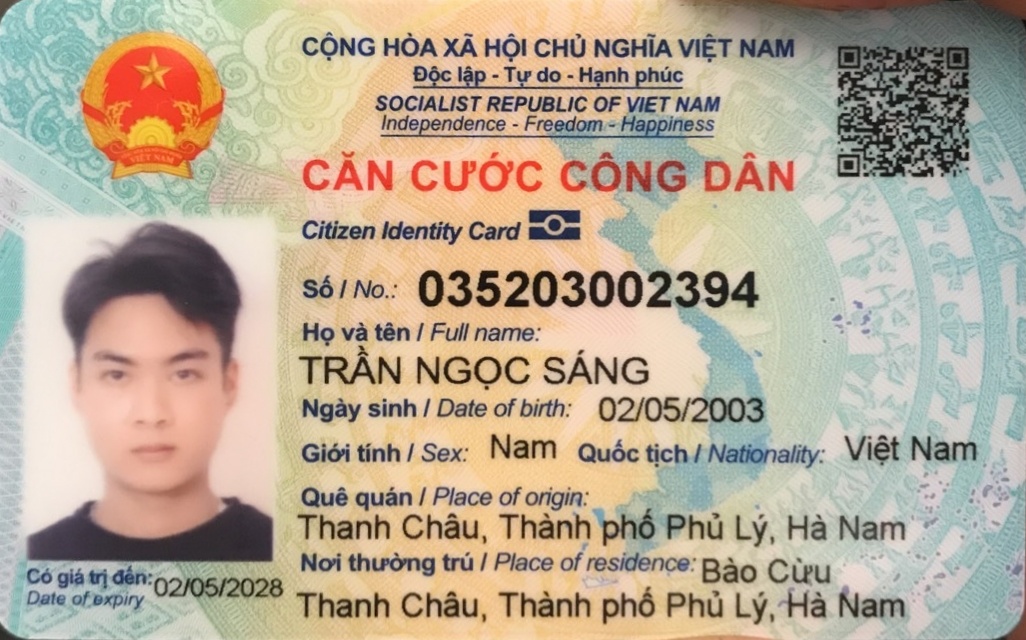 CỘNG HÒA XÃ HỘI CHỦ NGHĨA VIỆT NAM
Độc lập - Tự do - Hạnh phúc
SOCIALIST REPUBLIC OF VIET NAM
Independence - Freedom - Happiness
VIỆT NAM
CĂN CƯỚC CÔNG DÂN
Citizen Identity Card
Số / No.: 035203002394
Họ và tên / Full name:
TRẦN NGỌC SÁNG
Ngày sinh / Date of birth: 02/05/2003
Giới tính / Sex: Nam Quốc tịch / Nationality: Việt Nam
Quê quán / Place of origin:
Thanh Châu, Thành phố Phủ Lý, Hà Nam
Nơi thường trú / Place of residence: Bào Cừu
Thanh Châu, Thành phố Phủ Lý, Hà Nam
Có giá trị đến: 02/05/2028
Date of expiry